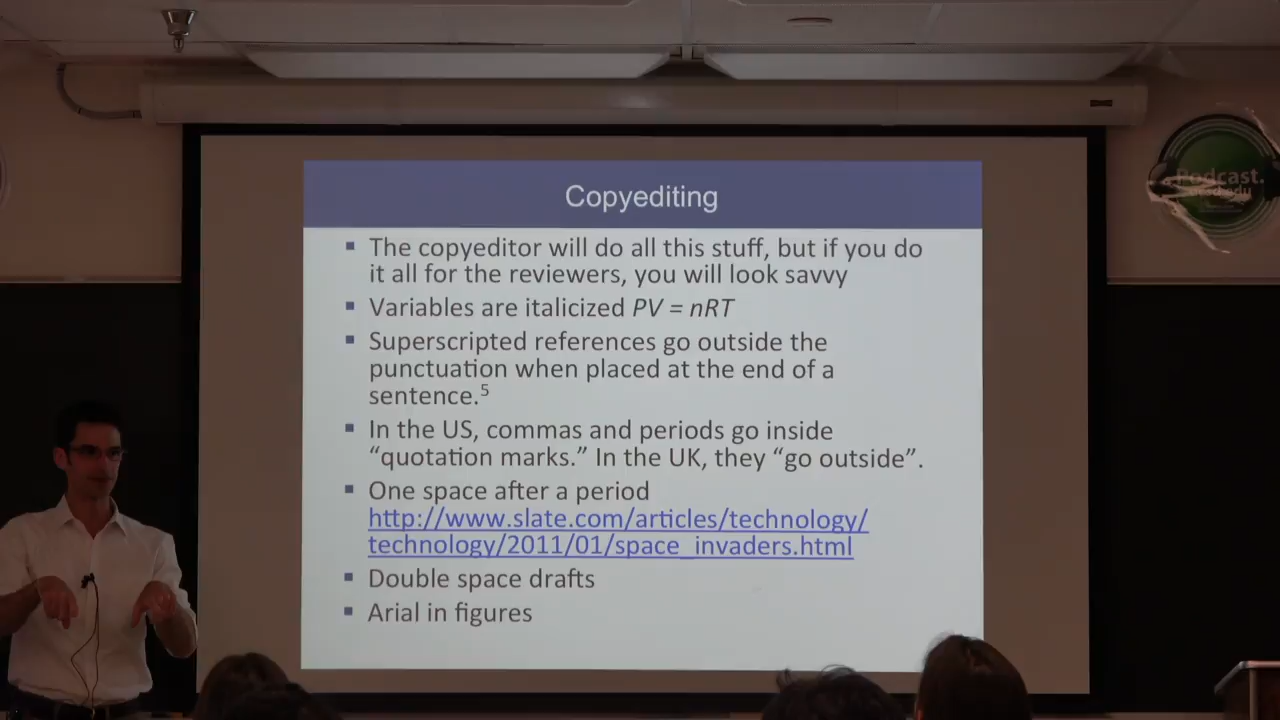 Copyediting
The copyeditor will do all this stuff, but if you do
it all for the reviewers, you will look savvy
Variables are italicized PV = nRT
Superscripted references go outside the
punctuation when placed at the end of a
sentence.⁵
In the US, commas and periods go inside
“quotation marks.” In the UK, they “go outside”.
One space after a period
http://www.slate.com/articles/technology/
technology/2011/01/space_invaders.html
Double space drafts
Arial in figures
Podcast.